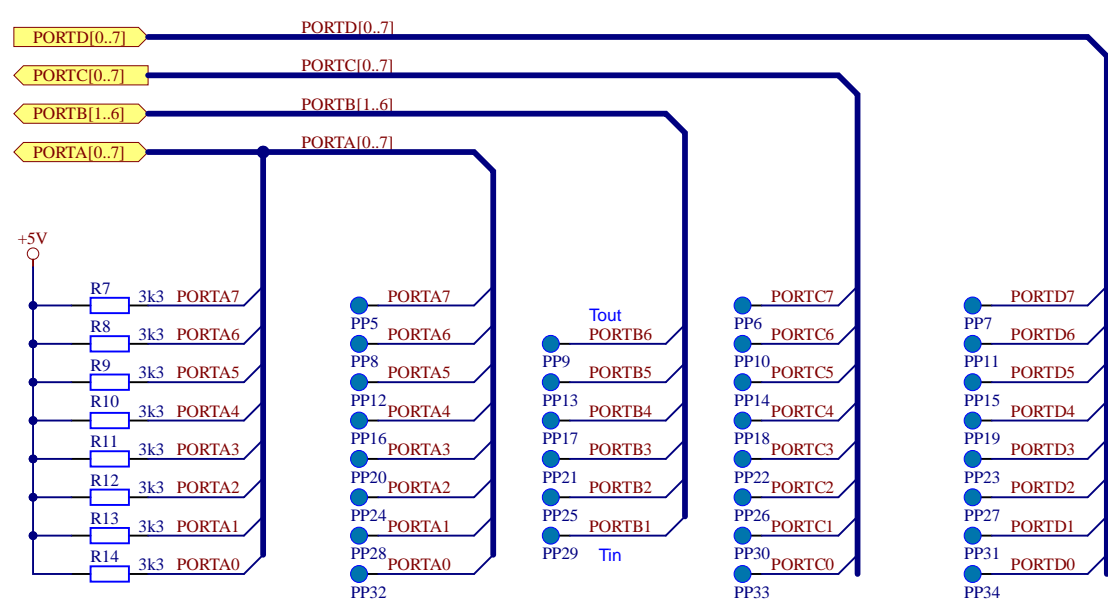 PORTD[0..7] PORTD[0..7]
PORTC[0..7] PORTC[0..7]
PORTB[1..6] PORTB[1..6]
PORTA[0..7] PORTA[0..7]
+5V
R7 3k3 PORTA7 PORTA7 PORTC7 PORTD7
Tout
PP5 PP6 PP7
R8 3k3 PORTA6 PORTA6 PORTB6 PORTC6 PORTD6
PP8 PP9 PP10 PP11
R9 3k3 PORTA5 PORTA5 PORTB5 PORTC5 PORTD5
PP12 PP13 PP14 PP15
R10 3k3 PORTA4 PORTA4 PORTB4 PORTC4 PORTD4
PP16 PP17 PP18 PP19
R11 3k3 PORTA3 PORTA3 PORTB3 PORTC3 PORTD3
PP20 PP21 PP22 PP23
R12 3k3 PORTA2 PORTA2 PORTB2 PORTC2 PORTD2
PP24 PP25 PP26 PP27
R13 3k3 PORTA1 PORTA1 PORTB1 PORTC1 PORTD1
PP28 PP29 Tin PP30 PP31
R14 3k3 PORTA0 PORTA0 PORTC0 PORTD0
PP32 PP33 PP34